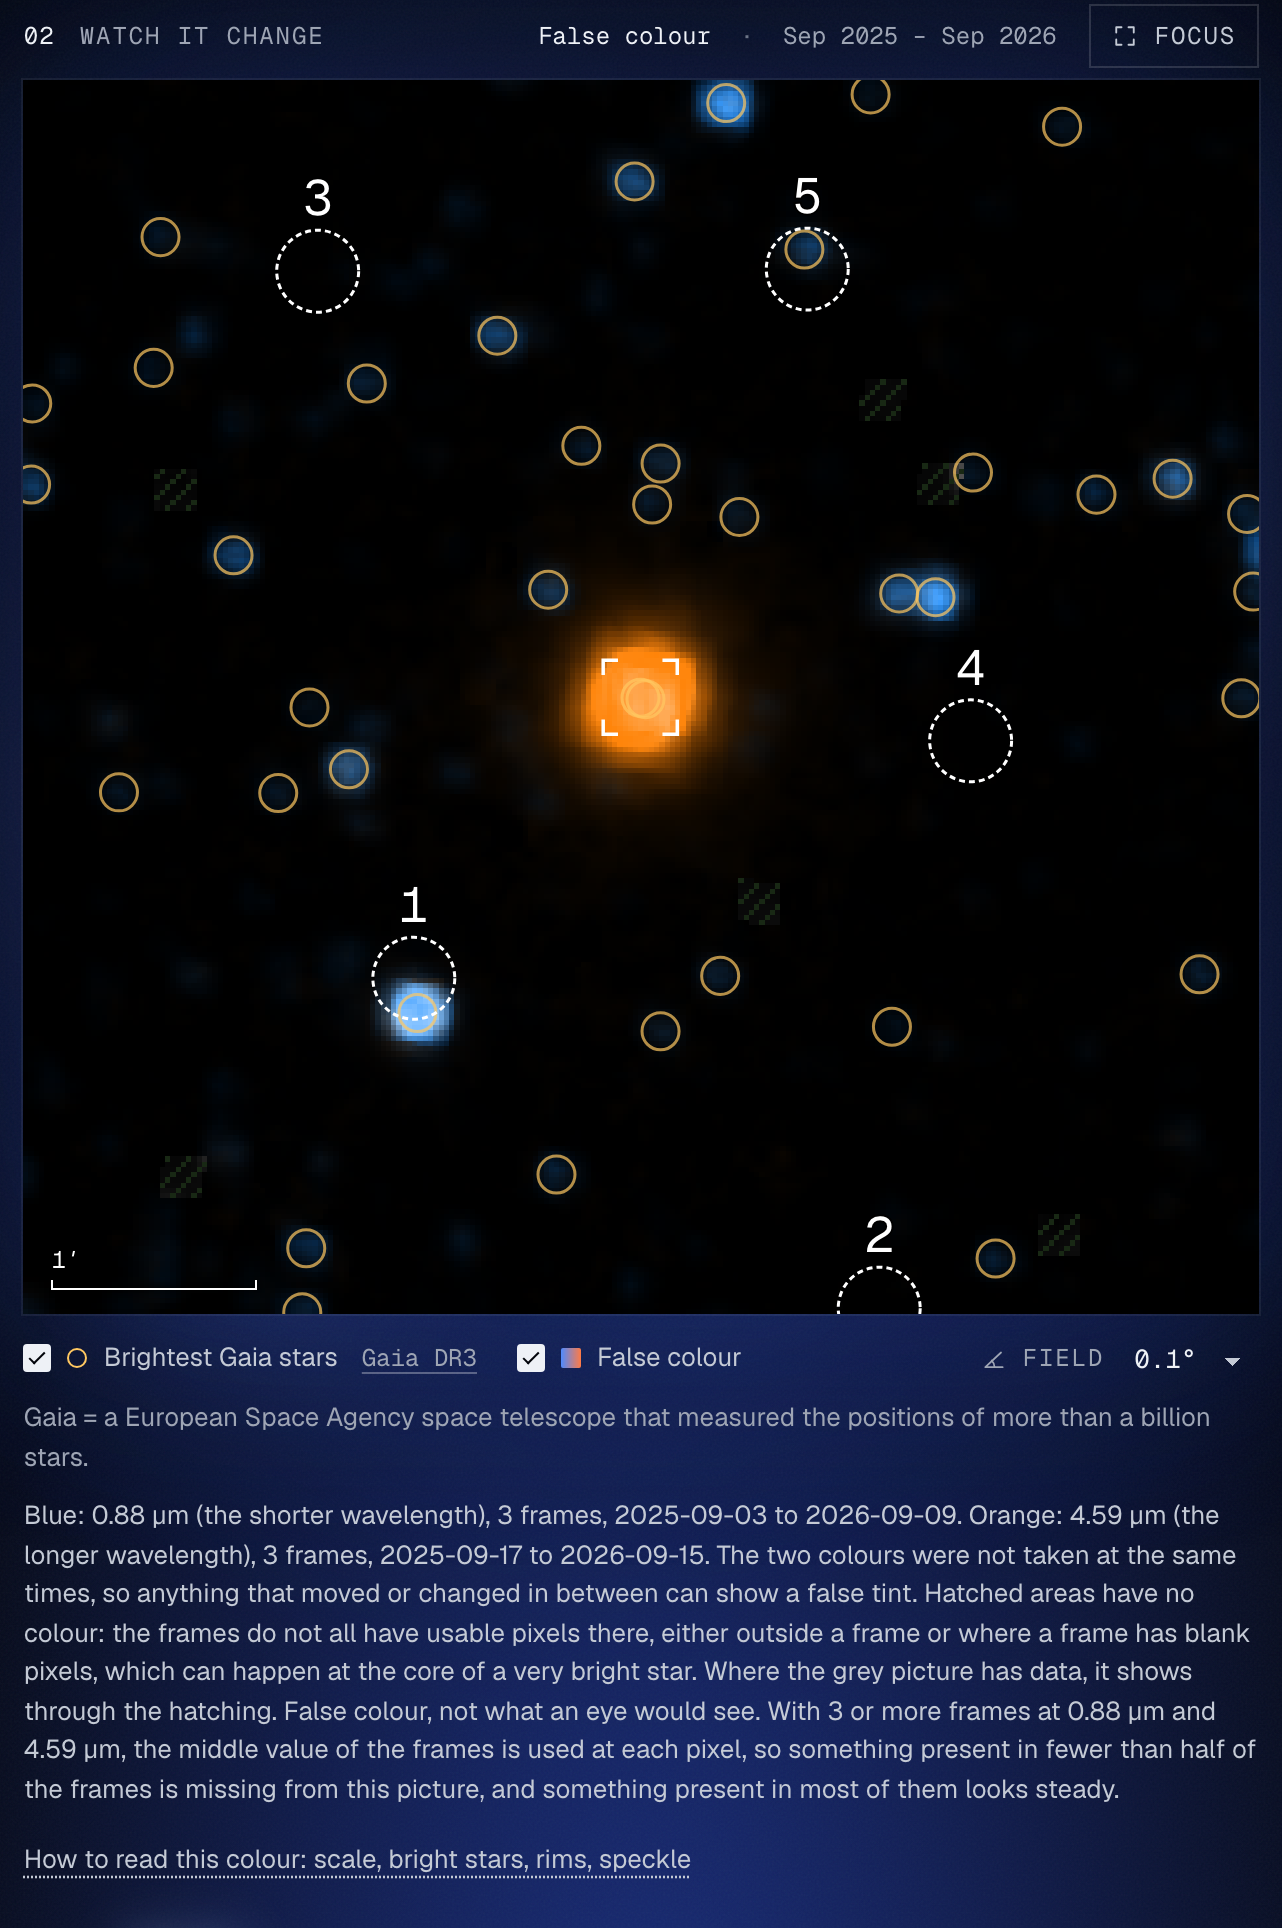 02 WATCH IT CHANGE False colour · Sep 2025 – Sep 2026 FOCUS
3
5
4
1
2
1′
Brightest Gaia stars Gaia DR3 False colour FIELD 0.1°
Gaia = a European Space Agency space telescope that measured the positions of more than a billion
stars.
Blue: 0.88 µm (the shorter wavelength), 3 frames, 2025-09-03 to 2026-09-09. Orange: 4.59 µm (the
longer wavelength), 3 frames, 2025-09-17 to 2026-09-15. The two colours were not taken at the same
times, so anything that moved or changed in between can show a false tint. Hatched areas have no
colour: the frames do not all have usable pixels there, either outside a frame or where a frame has blank
pixels, which can happen at the core of a very bright star. Where the grey picture has data, it shows
through the hatching. False colour, not what an eye would see. With 3 or more frames at 0.88 µm and
4.59 µm, the middle value of the frames is used at each pixel, so something present in fewer than half of
the frames is missing from this picture, and something present in most of them looks steady.
How to read this colour: scale, bright stars, rims, speckle